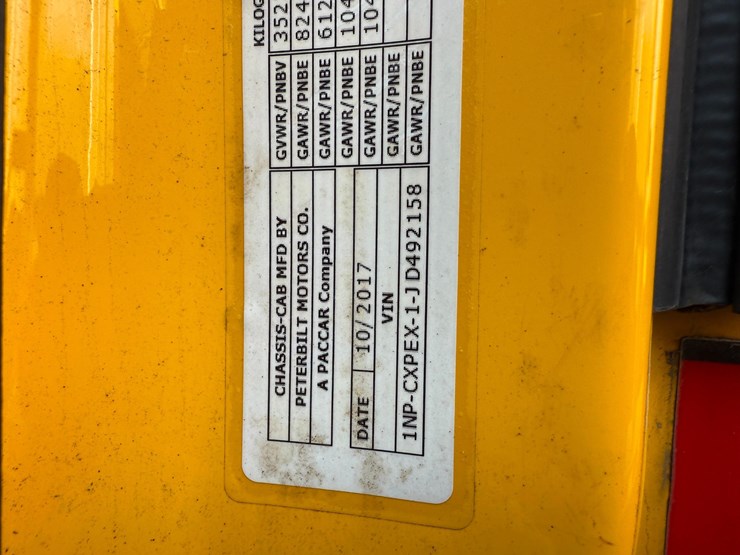 CHASSIS-CAB MFD BY
PETERBILT MOTORS CO.
A PACCAR Company
DATE 10/2017
VIN
1NP-CXPEX-1-JD492158
KILOG
GVWR/PNBV 352
GAWR/PNBE 824
GAWR/PNBE 612
GAWR/PNBE 104
GAWR/PNBE 104
GAWR/PNBE
GAWR/PNBE